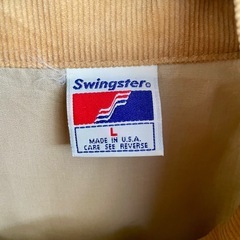 Swingster®
L
MADE IN U.S.A.
CARE SEE REVERSE